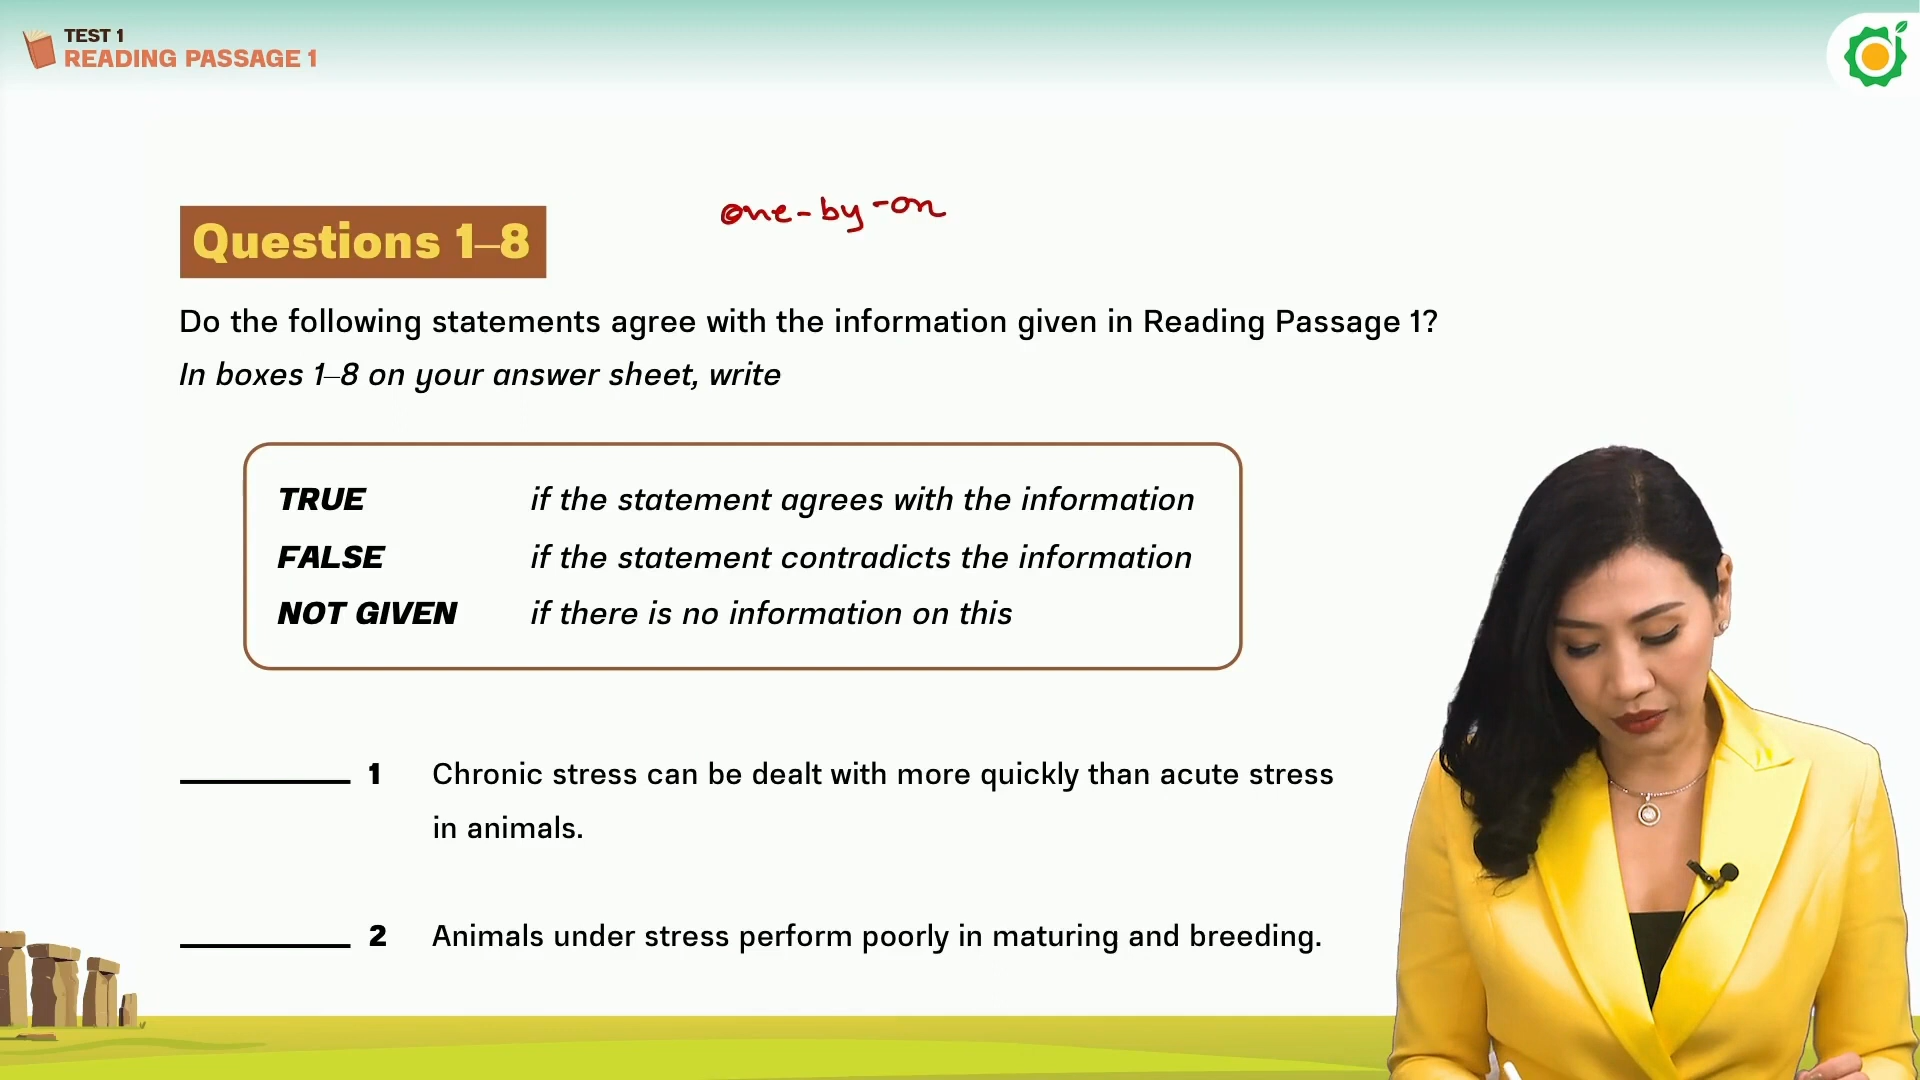 TEST 1
READING PASSAGE 1
one-by-on
Questions 1–8
Do the following statements agree with the information given in Reading Passage 1?
In boxes 1–8 on your answer sheet, write
TRUE if the statement agrees with the information
FALSE if the statement contradicts the information
NOT GIVEN if there is no information on this
1 Chronic stress can be dealt with more quickly than acute stress
in animals.
2 Animals under stress perform poorly in maturing and breeding.